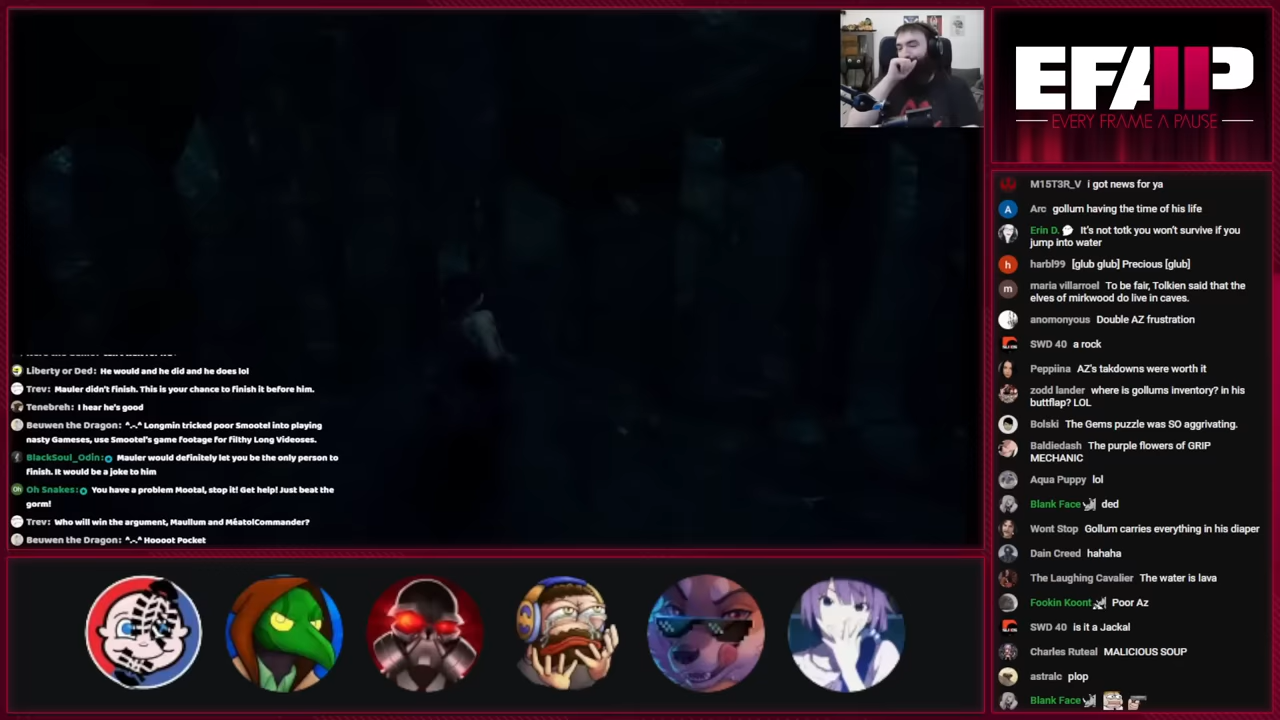 Liberty or Ded: He would and he did and he does lol
Trev: Mauler didn't finish. This is your chance to finish it before him.
Tenebreh: I hear he's good
Beuwen the Dragon: ^-^ Longmin tricked poor Smootel into playing
nasty Gameses, use Smootel's game footage for filthy Long Videoses.
BlackSoul_Odin: Mauler would definitely let you be the only person to
finish. It would be a joke to him
Oh Snakes: You have a problem Mootal, stop it! Get help! Just beat the
gorm!
Trev: Who will win the argument, Maullum and MéatolCommander?
Beuwen the Dragon: ^-^ Hoooot Pocket
EFAP
EVERY FRAME A PAUSE
M15T3R_V i got news for ya
A
Arc gollum having the time of his life
Erin D. It's not totk you won't survive if you
jump into water
h
harbl99 [glub glub] Precious [glub]
m
maria villarroel To be fair, Tolkien said that the
elves of mirkwood do live in caves.
anomonyous Double AZ frustration
SWD 40 a rock
Peppiina AZ's takdowns were worth it
zodd lander where is gollums inventory? in his
buttflap? LOL
Bolski The Gems puzzle was SO aggrivating.
Baldiedash The purple flowers of GRIP
MECHANIC
Aqua Puppy lol
Blank Face ded
Wont Stop Gollum carries everything in his diaper
Dain Creed hahaha
The Laughing Cavalier The water is lava
Fookin Koont Poor Az
SWD 40 is it a Jackal
Charles Ruteal MALICIOUS SOUP
astralc plop
Blank Face